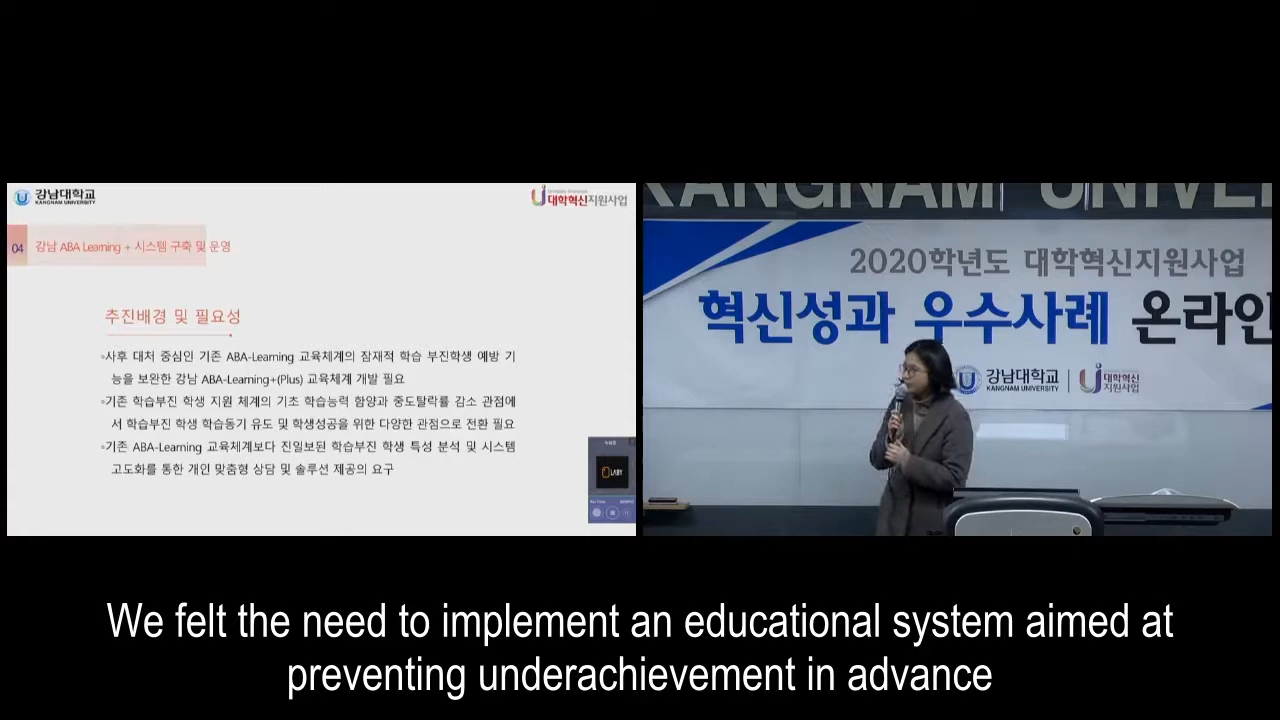 강남대학교
KANGNAM UNIVERSITY
대학혁신지원사업
04
강남 ABA Learning + 시스템 구축 및 운영
추진배경 및 필요성
사후 대처 중심인 기존 ABA-Learning 교육체계의 잠재적 학습 부진학생 예방 기
능을 보완한 강남 ABA-Learning+(Plus) 교육체계 개발 필요
기존 학습부진 학생 지원 체계의 기초 학습능력 함양과 중도탈락률 감소 관점에
서 학습부진 학생 학습동기 유도 및 학생성공을 위한 다양한 관점으로 전환 필요
기존 ABA-Learning 교육체계보다 진일보된 학습부진 학생 특성 분석 및 시스템
고도화를 통한 개인 맞춤형 상담 및 솔루션 제공의 요구
KANGNAM UNIVE
2020학년도 대학혁신지원사업
혁신성과 우수사례 온라인
강남대학교
KANGNAM UNIVERSITY
대학혁신
지원사업
We felt the need to implement an educational system aimed at
preventing underachievement in advance